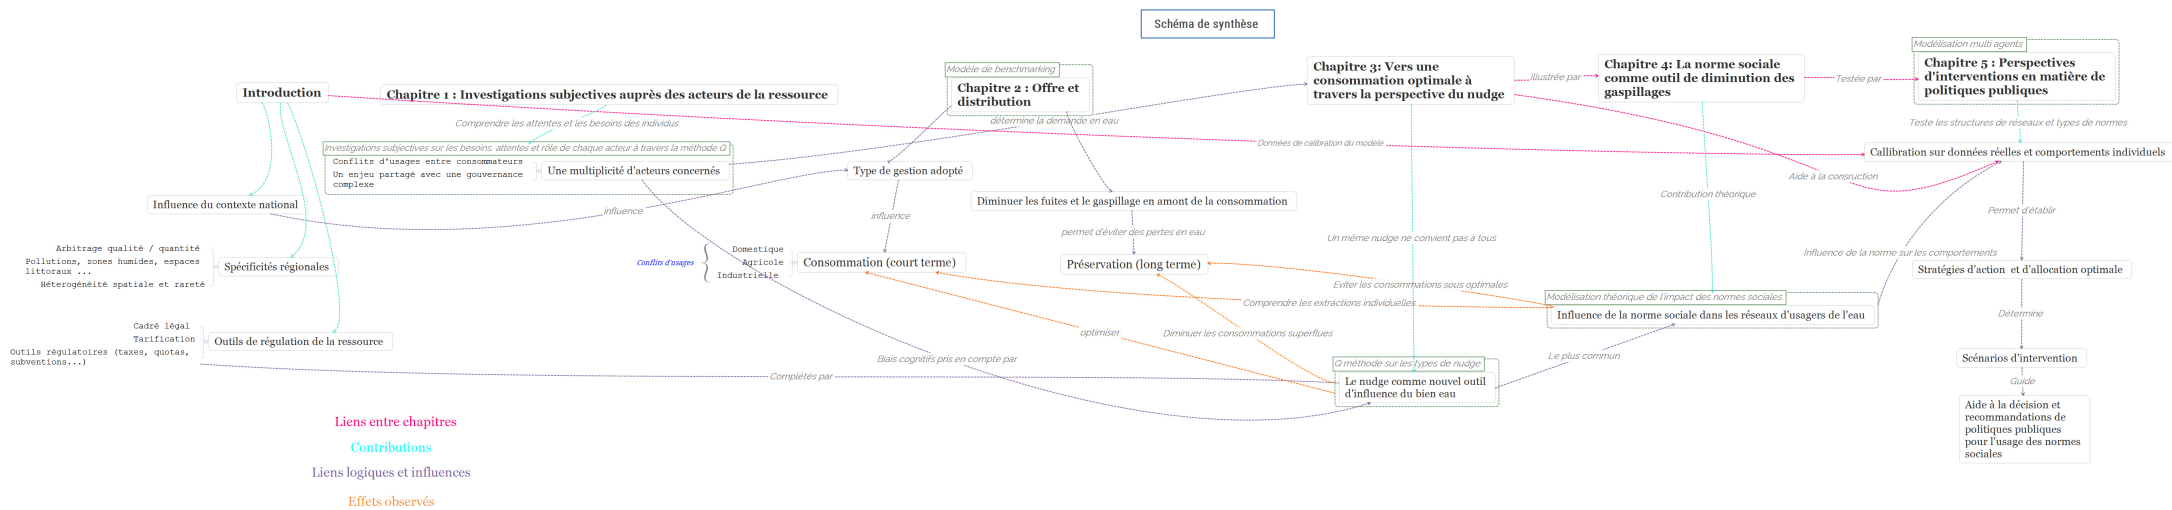 Schéma de synthèse
Introduction
Chapitre 1 : Investigations subjectives auprès des acteurs de la ressource
Modèle de benchmarking
Chapitre 2 : Offre et
distribution
Chapitre 3: Vers une
consommation optimale à
travers la perspective du nudge
Illustrée par
Chapitre 4: La norme sociale
comme outil de diminution des
gaspillages
Testée par
Modélisation multi agents
Chapitre 5 : Perspectives
d'interventions en matière de
politiques publiques
Comprendre les attentes et les besoins des individus
détermine la demande en eau
Teste les structures de réseaux et types de normes
Investigations subjectives sur les besoins, attentes et rôle de chaque acteur à travers la méthode Q
Conflits d'usages entre consommateurs
Un enjeu partagé avec une gouvernance
complexe
Une multiplicité d'acteurs concernés
Données de calibration du modèle
Callibration sur données réelles et comportements individuels
Type de gestion adopté
Aide à la consruction
Influence du contexte national
influence
influence
Diminuer les fuites et le gaspillage en amont de la consommation
Contribution théorique
Permet d'établir
permet d'éviter des pertes en eau
Un même nudge ne convient pas à tous
Influence de la norme sur les comportements
Arbitrage qualité / quantité
Pollutions, zones humides, espaces
littoraux ...
Héterogénéité spatiale et rareté
Spécificités régionales
Conflits d'usages
Domestique
Agricole
Industrielle
Consommation (court terme)
Préservation (long terme)
Stratégies d'action et d'allocation optimale
Eviter les consommations sous optimales
Comprendre les extractions individuelles
Modélisation théorique de l'impact des normes sociales
Influence de la norme sociale dans les réseaux d'usagers de l'eau
Détermine
Cadré légal
Tarification
Outils régulatoires (taxes, quotas,
subventions...)
Outils de régulation de la ressource
optimiser
Diminuer les consommations superflues
Biais cognitifs pris en compte par
Le plus commun
Scénarios d'intervention
Complétés par
Q méthode sur les types de nudge
Le nudge comme nouvel outil
d'influence du bien eau
Guide
Aide à la décision et
recommandations de
politiques publiques
pour l'usage des normes
sociales
Liens entre chapitres
Contributions
Liens logiques et influences
Effets observés